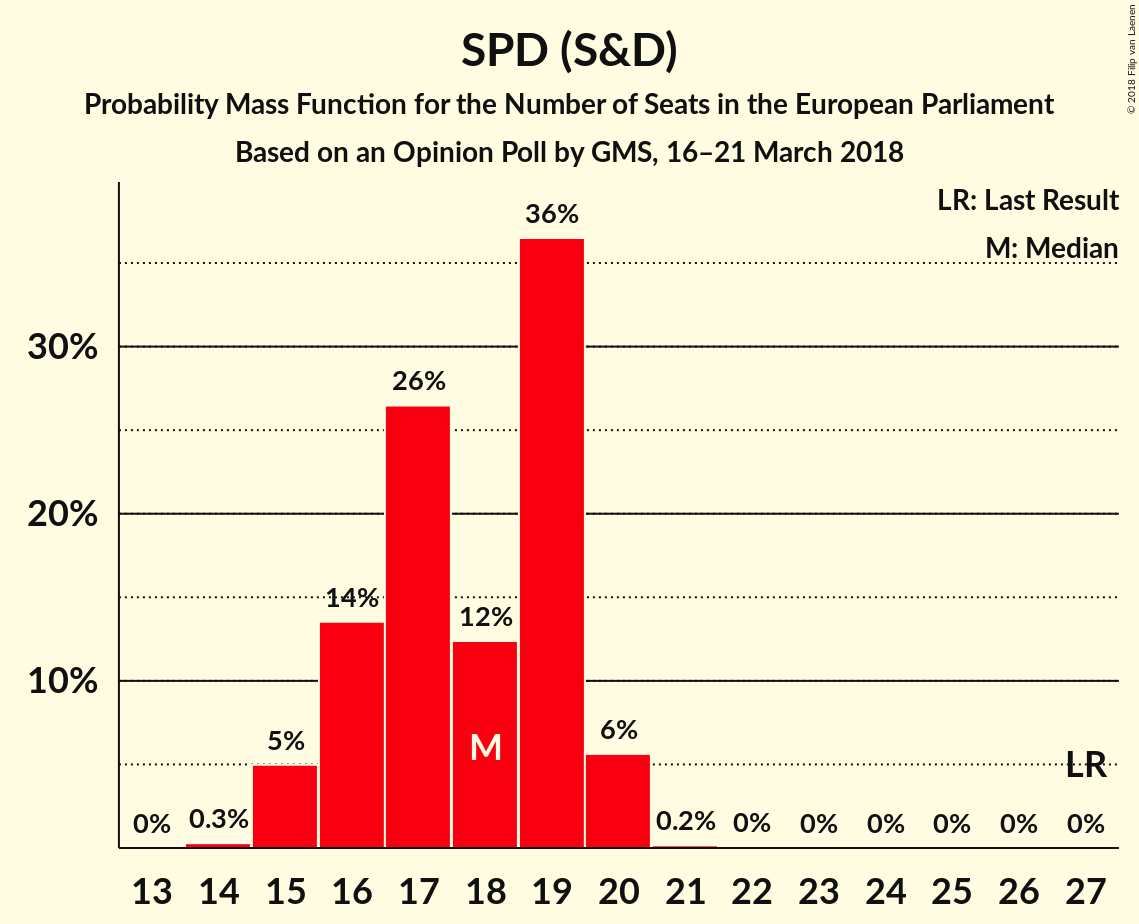 SPD (S&D)
Probability Mass Function for the Number of Seats in the European Parliament
Based on an Opinion Poll by GMS, 16–21 March 2018
© 2018 Filip van Laenen
LR: Last Result
M: Median
36%
30%
26%
20%
14%
12%
10%
5%
M
6%
LR
0%
0.3%
0.2%
0%
0%
0%
0%
0%
0%
13 14 15 16 17 18 19 20 21 22 23 24 25 26 27